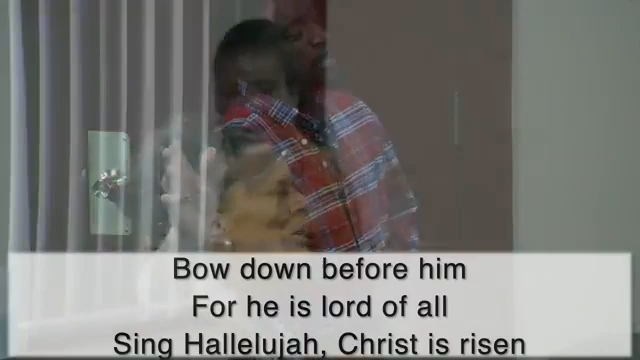 Bow down before him
For he is lord of all
Sing Hallelujah, Christ is risen